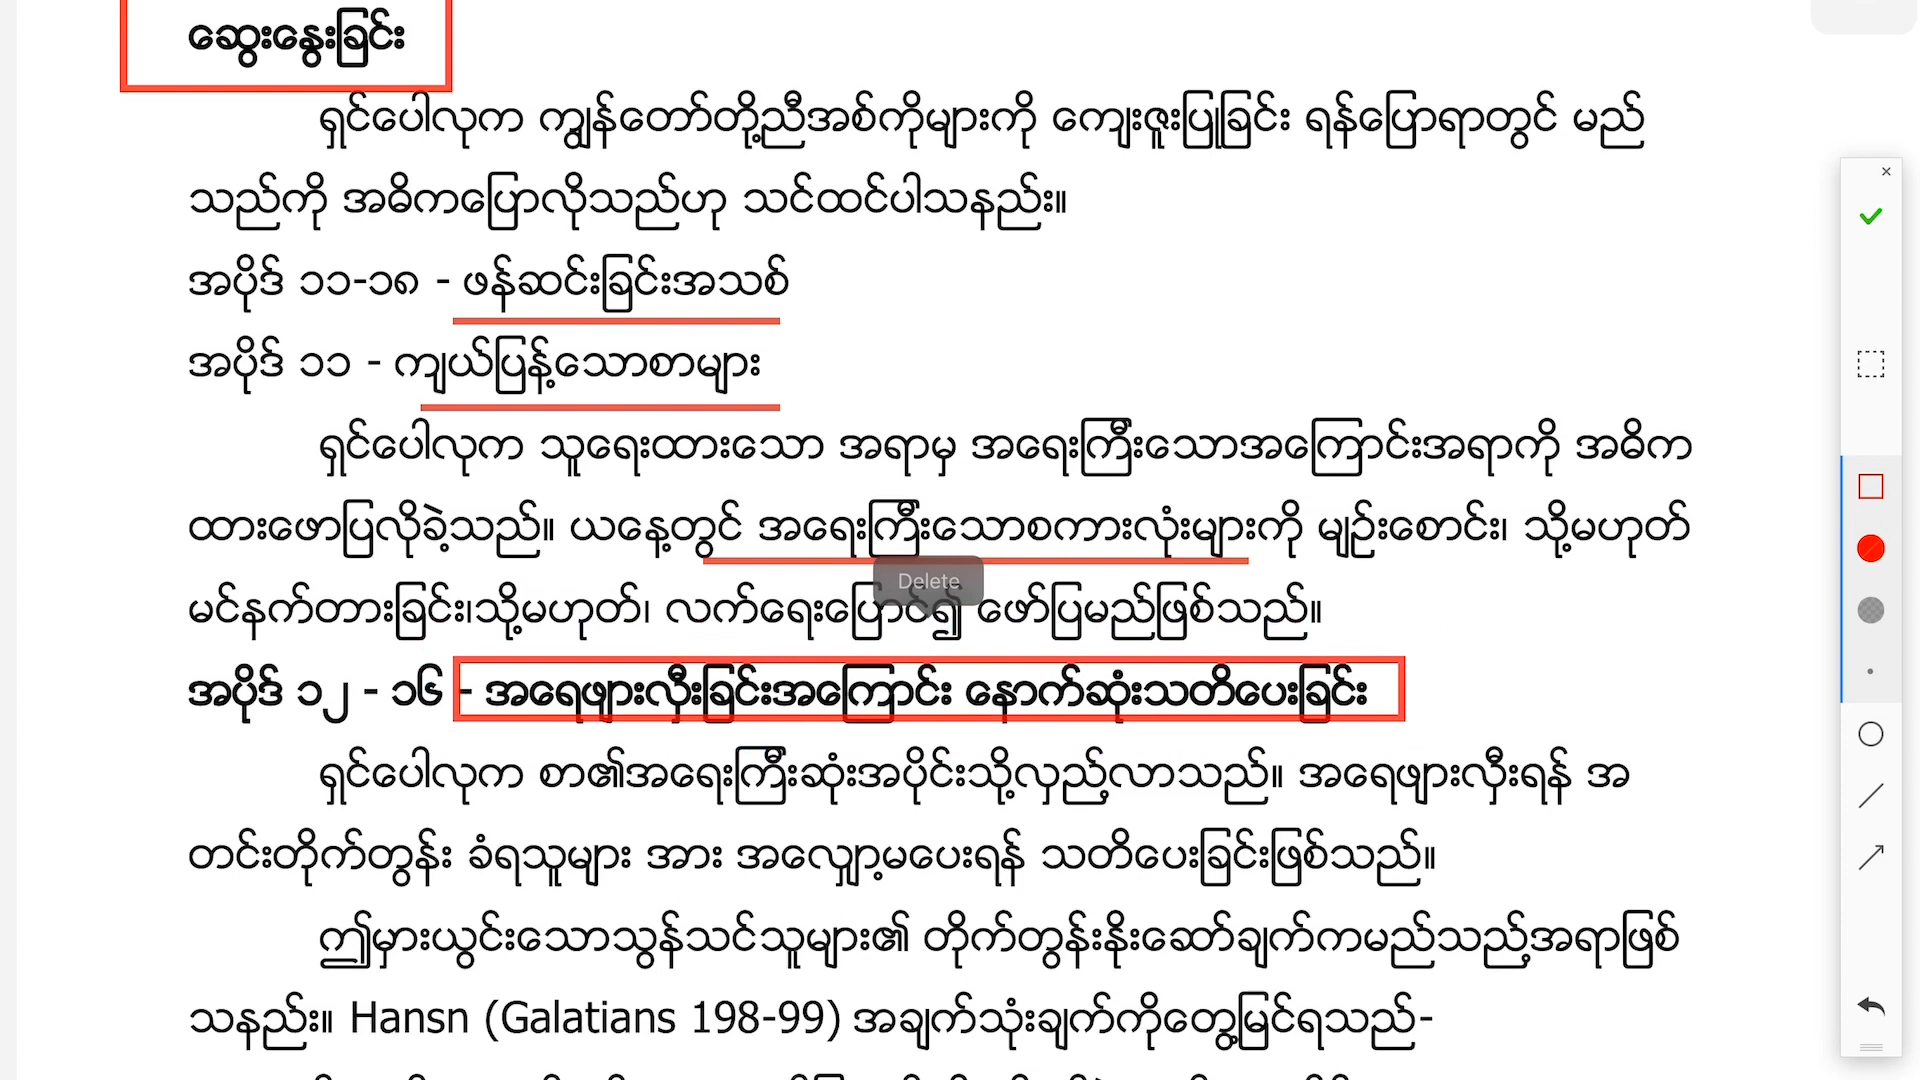 ဆွေးနွေးခြင်း
ရှင်ပေါလုက ကျွန်တော်တို့ညီအစ်ကိုများကို ကျေးဇူးပြုခြင်း ရန်ပြောရာတွင် မည်
သည်ကို အဓိကပြောလိုသည်ဟု သင်ထင်ပါသနည်း။
အပိုဒ် ၁၁-၁၈ - ဖန်ဆင်းခြင်းအသစ်
အပိုဒ် ၁၁ - ကျယ်ပြန့်သောစာများ
ရှင်ပေါလုက သူရေးထားသော အရာမှ အရေးကြီးသောအကြောင်းအရာကို အဓိက
ထားဖောပြလိုခဲ့သည်။ ယနေ့တွင် အရေးကြီးသောစကားလုံးများကို မျဉ်းစောင်း၊ သို့မဟုတ်
Delete
မင်နက်တားခြင်း၊သို့မဟုတ်၊ လက်ရေးပြောင်၍ ဖော်ပြမည်ဖြစ်သည်။
အပိုဒ် ၁၂ - ၁၆ - အရေဖျားလှီးခြင်းအကြောင်း နောက်ဆုံးသတိပေးခြင်း
ရှင်ပေါလုက စာ၏အရေးကြီးဆုံးအပိုင်းသို့လှည့်လာသည်။ အရေဖျားလှီးရန် အ
တင်းတိုက်တွန်း ခံရသူများ အား အလျှော့မပေးရန် သတိပေးခြင်းဖြစ်သည်။
ဤမှားယွင်းသောသွန်သင်သူများ၏ တိုက်တွန်းနိုးဆော်ချက်ကမည်သည့်အရာဖြစ်
သနည်း။ Hansn (Galatians 198-99) အချက်သုံးချက်ကိုတွေ့မြင်ရသည်-